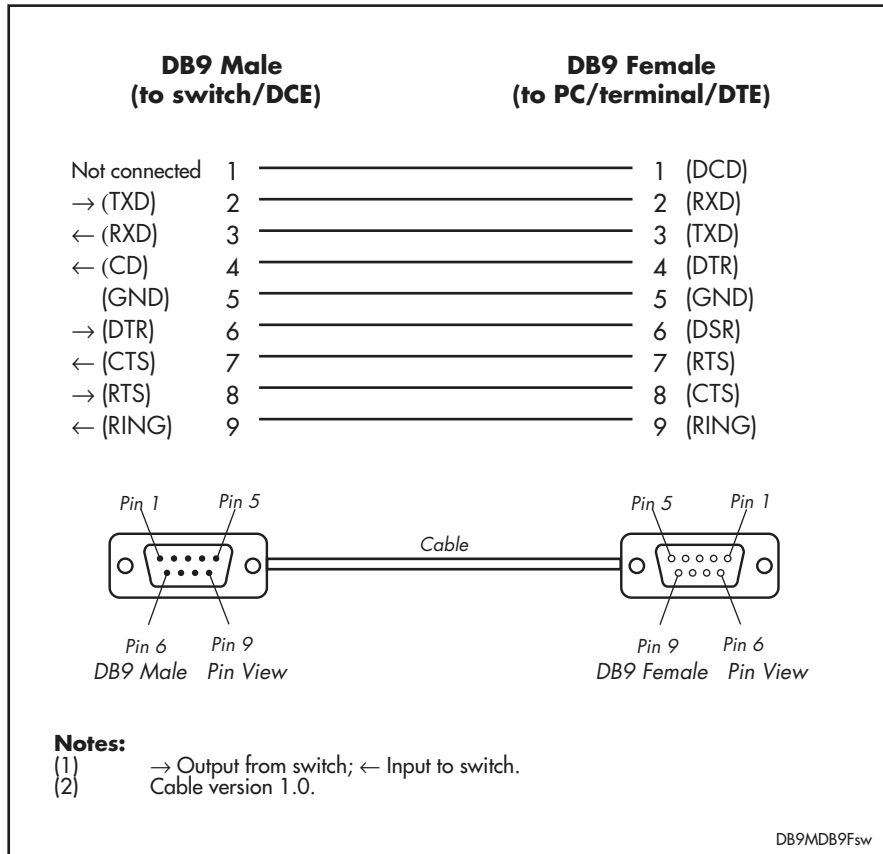 DB9 Male DB9 Female
(to switch/DCE) (to PC/terminal/DTE)
Not connected 1 1 (DCD)
→ (TXD) 2 2 (RXD)
← (RXD) 3 3 (TXD)
← (CD) 4 4 (DTR)
(GND) 5 5 (GND)
→ (DTR) 6 6 (DSR)
← (CTS) 7 7 (RTS)
→ (RTS) 8 8 (CTS)
← (RING) 9 9 (RING)
Pin 1 Pin 5 Pin 5 Pin 1
Cable
Pin 6 Pin 9 Pin 9 Pin 6
DB9 Male Pin View DB9 Female Pin View
Notes:
(1) → Output from switch; ← Input to switch.
(2) Cable version 1.0.
DB9MDB9Fsw